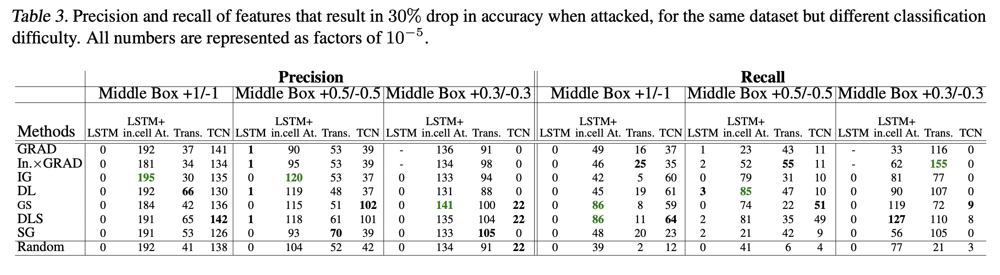 Table 3. Precision and recall of features that result in 30% drop in accuracy when attacked, for the same dataset but different classification
difficulty. All numbers are represented as factors of 10⁻⁵.
Precision Recall
Middle Box +1/-1 Middle Box +0.5/-0.5 Middle Box +0.3/-0.3 Middle Box +1/-1 Middle Box +0.5/-0.5 Middle Box +0.3/-0.3
LSTM+ LSTM+ LSTM+ LSTM+ LSTM+ LSTM+
Methods LSTM in.cell At. Trans. TCN LSTM in.cell At. Trans. TCN LSTM in.cell At. Trans. TCN LSTM in.cell At. Trans. TCN LSTM in.cell At. Trans. TCN LSTM in.cell At. Trans. TCN
GRAD 0 192 37 141 1 90 53 39 - 136 91 0 0 49 16 37 1 23 43 11 - 33 116 0
In.×GRAD 0 181 34 134 1 95 53 39 - 134 98 0 0 46 25 35 2 52 55 11 - 62 155 0
IG 0 195 30 135 0 120 53 37 0 133 94 0 0 42 5 60 0 79 31 10 0 81 77 0
DL 0 192 66 130 1 119 48 37 0 131 88 0 0 45 19 61 3 85 47 10 0 90 107 0
GS 0 184 42 136 0 115 51 102 0 141 100 22 0 86 8 59 0 74 22 51 0 119 72 9
DLS 0 191 65 142 1 118 61 101 0 135 104 22 0 86 11 64 2 81 35 49 0 127 110 8
SG 0 191 53 126 0 93 70 39 0 133 105 0 0 48 20 23 2 21 42 9 0 56 105 0
Random 0 192 41 138 0 104 52 42 0 134 91 22 0 39 2 12 0 41 6 4 0 77 21 3